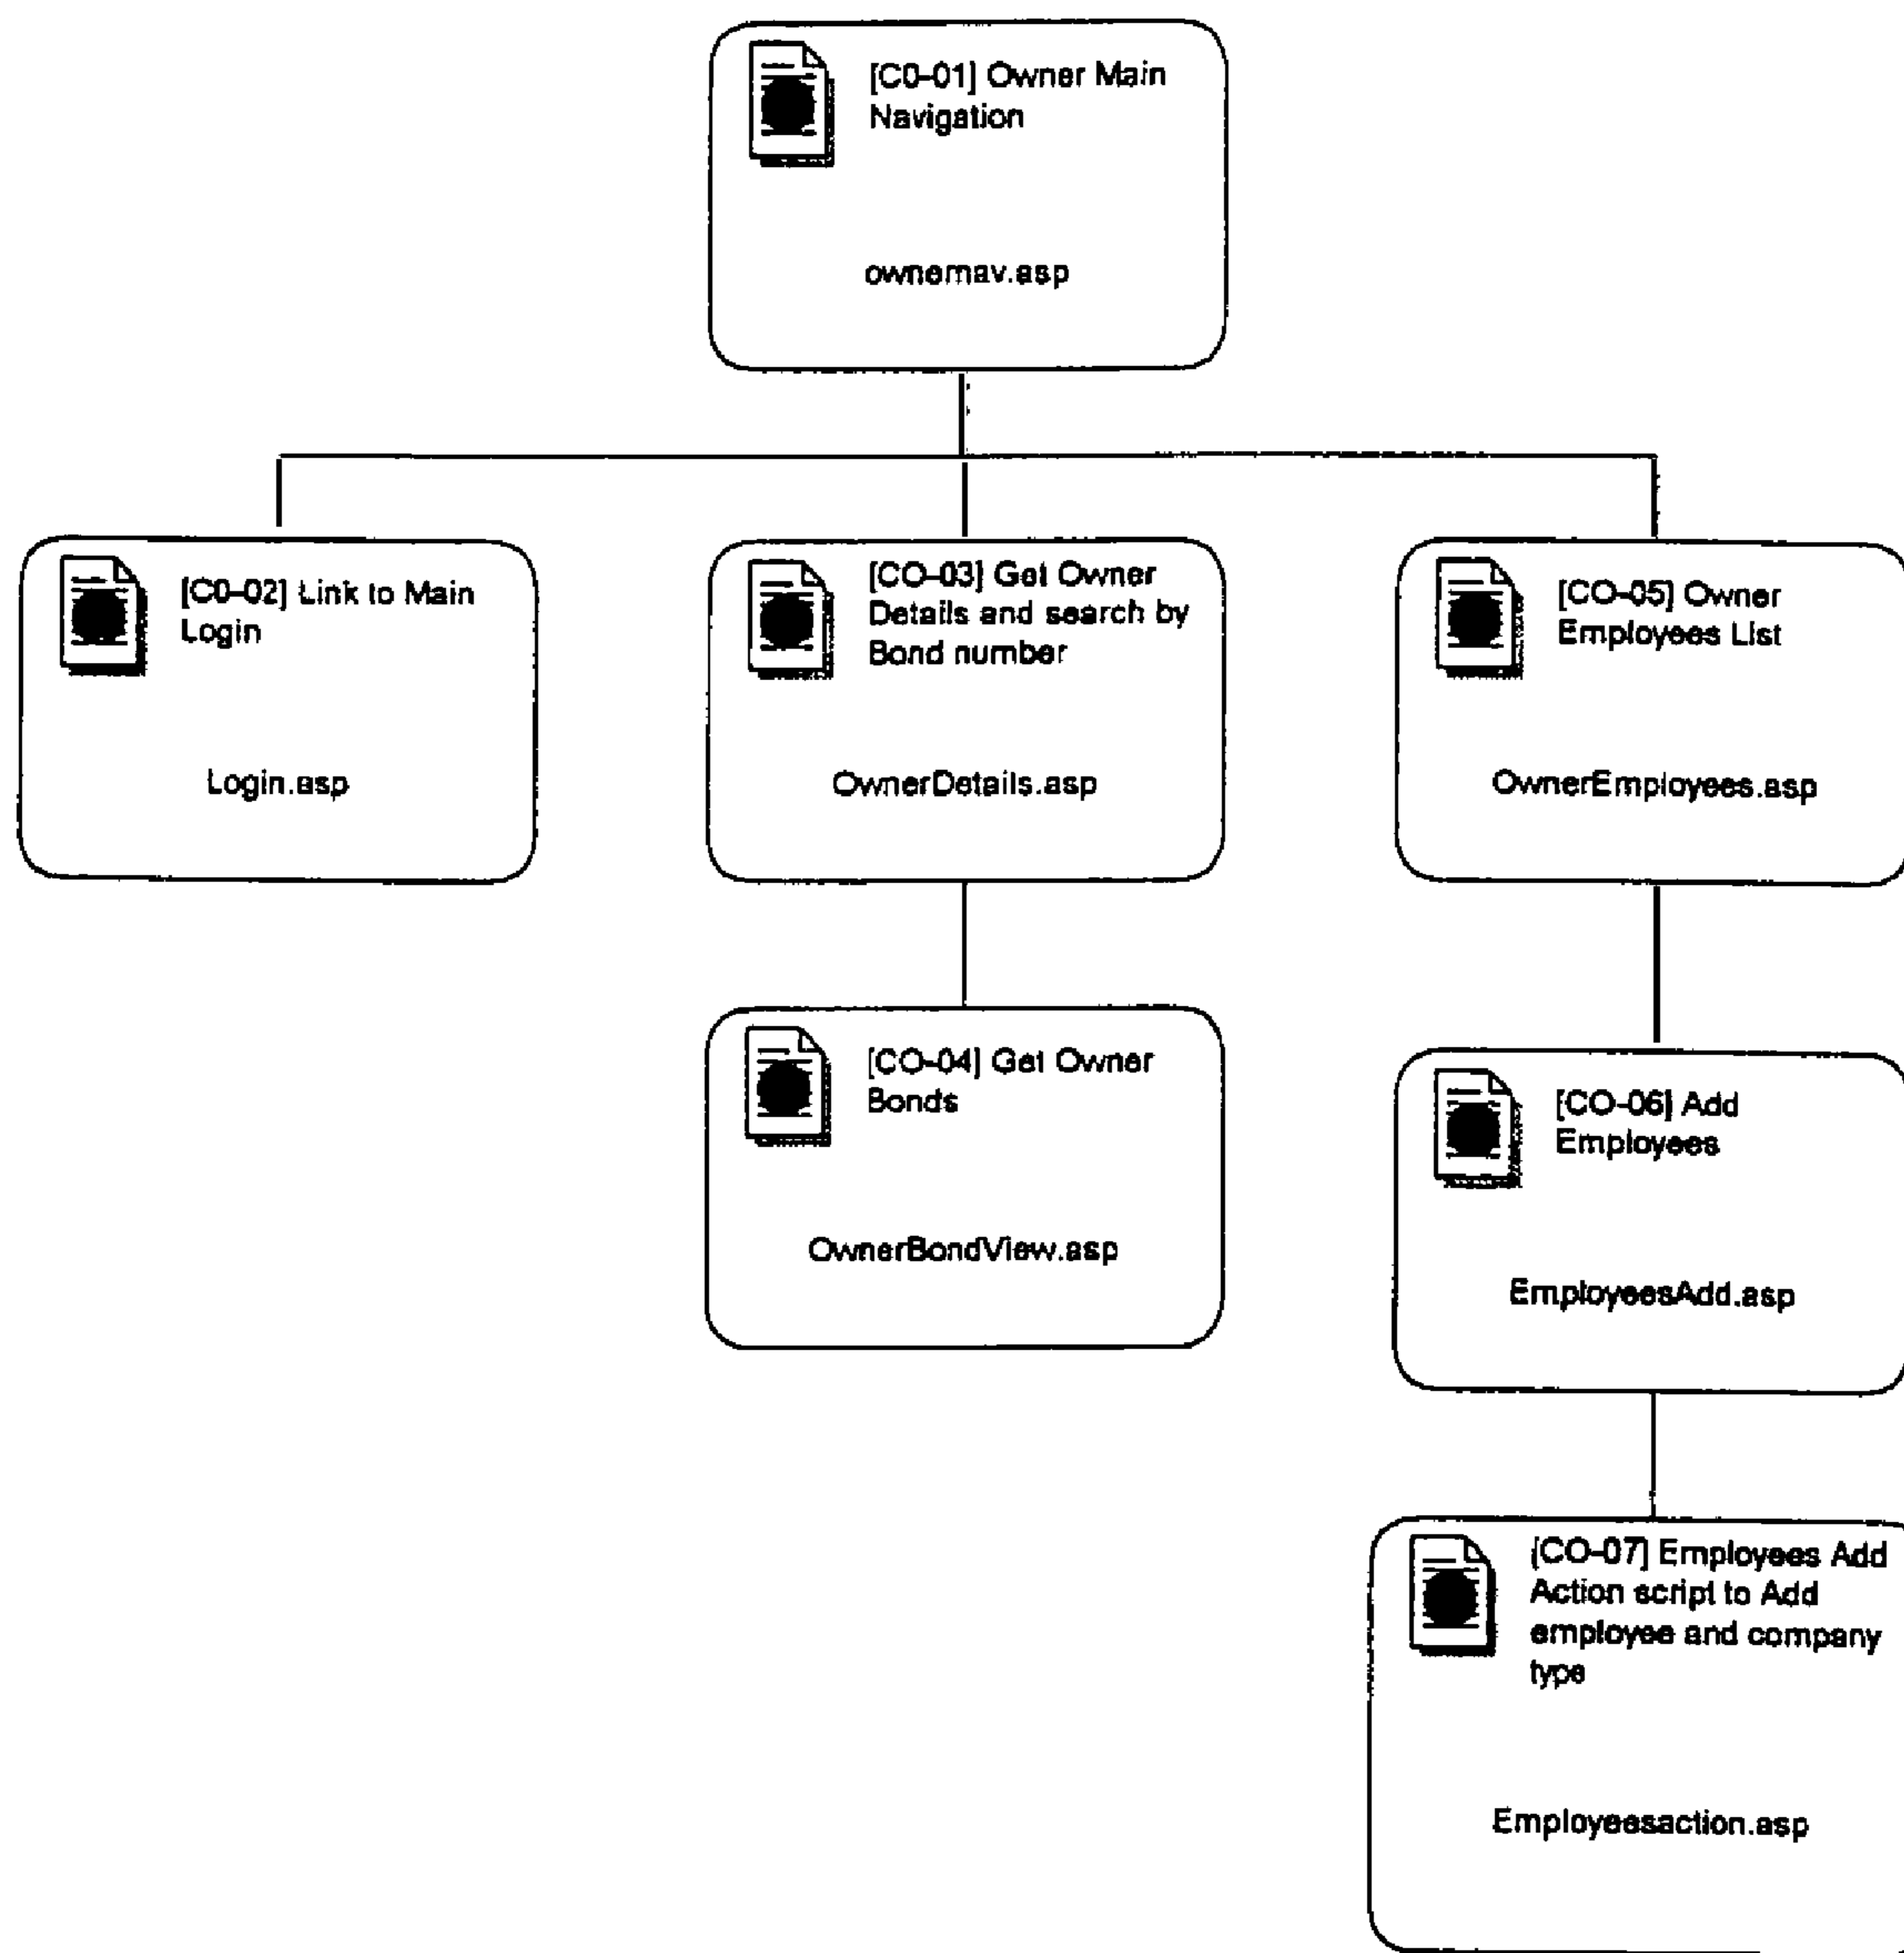 [C0-01] Owner Main
Navigation
ownernav.asp
[C0-02] Link to Main
Login
Login.asp
[CO-03] Get Owner
Details and search by
Bond number
OwnerDetails.asp
[CO-05] Owner
Employees List
OwnerEmployees.asp
[CO-04] Get Owner
Bonds
OwnerBondView.asp
[CO-06] Add
Employees
EmployeesAdd.asp
[CO-07] Employees Add
Action script to Add
employee and company
type
Employeesaction.asp